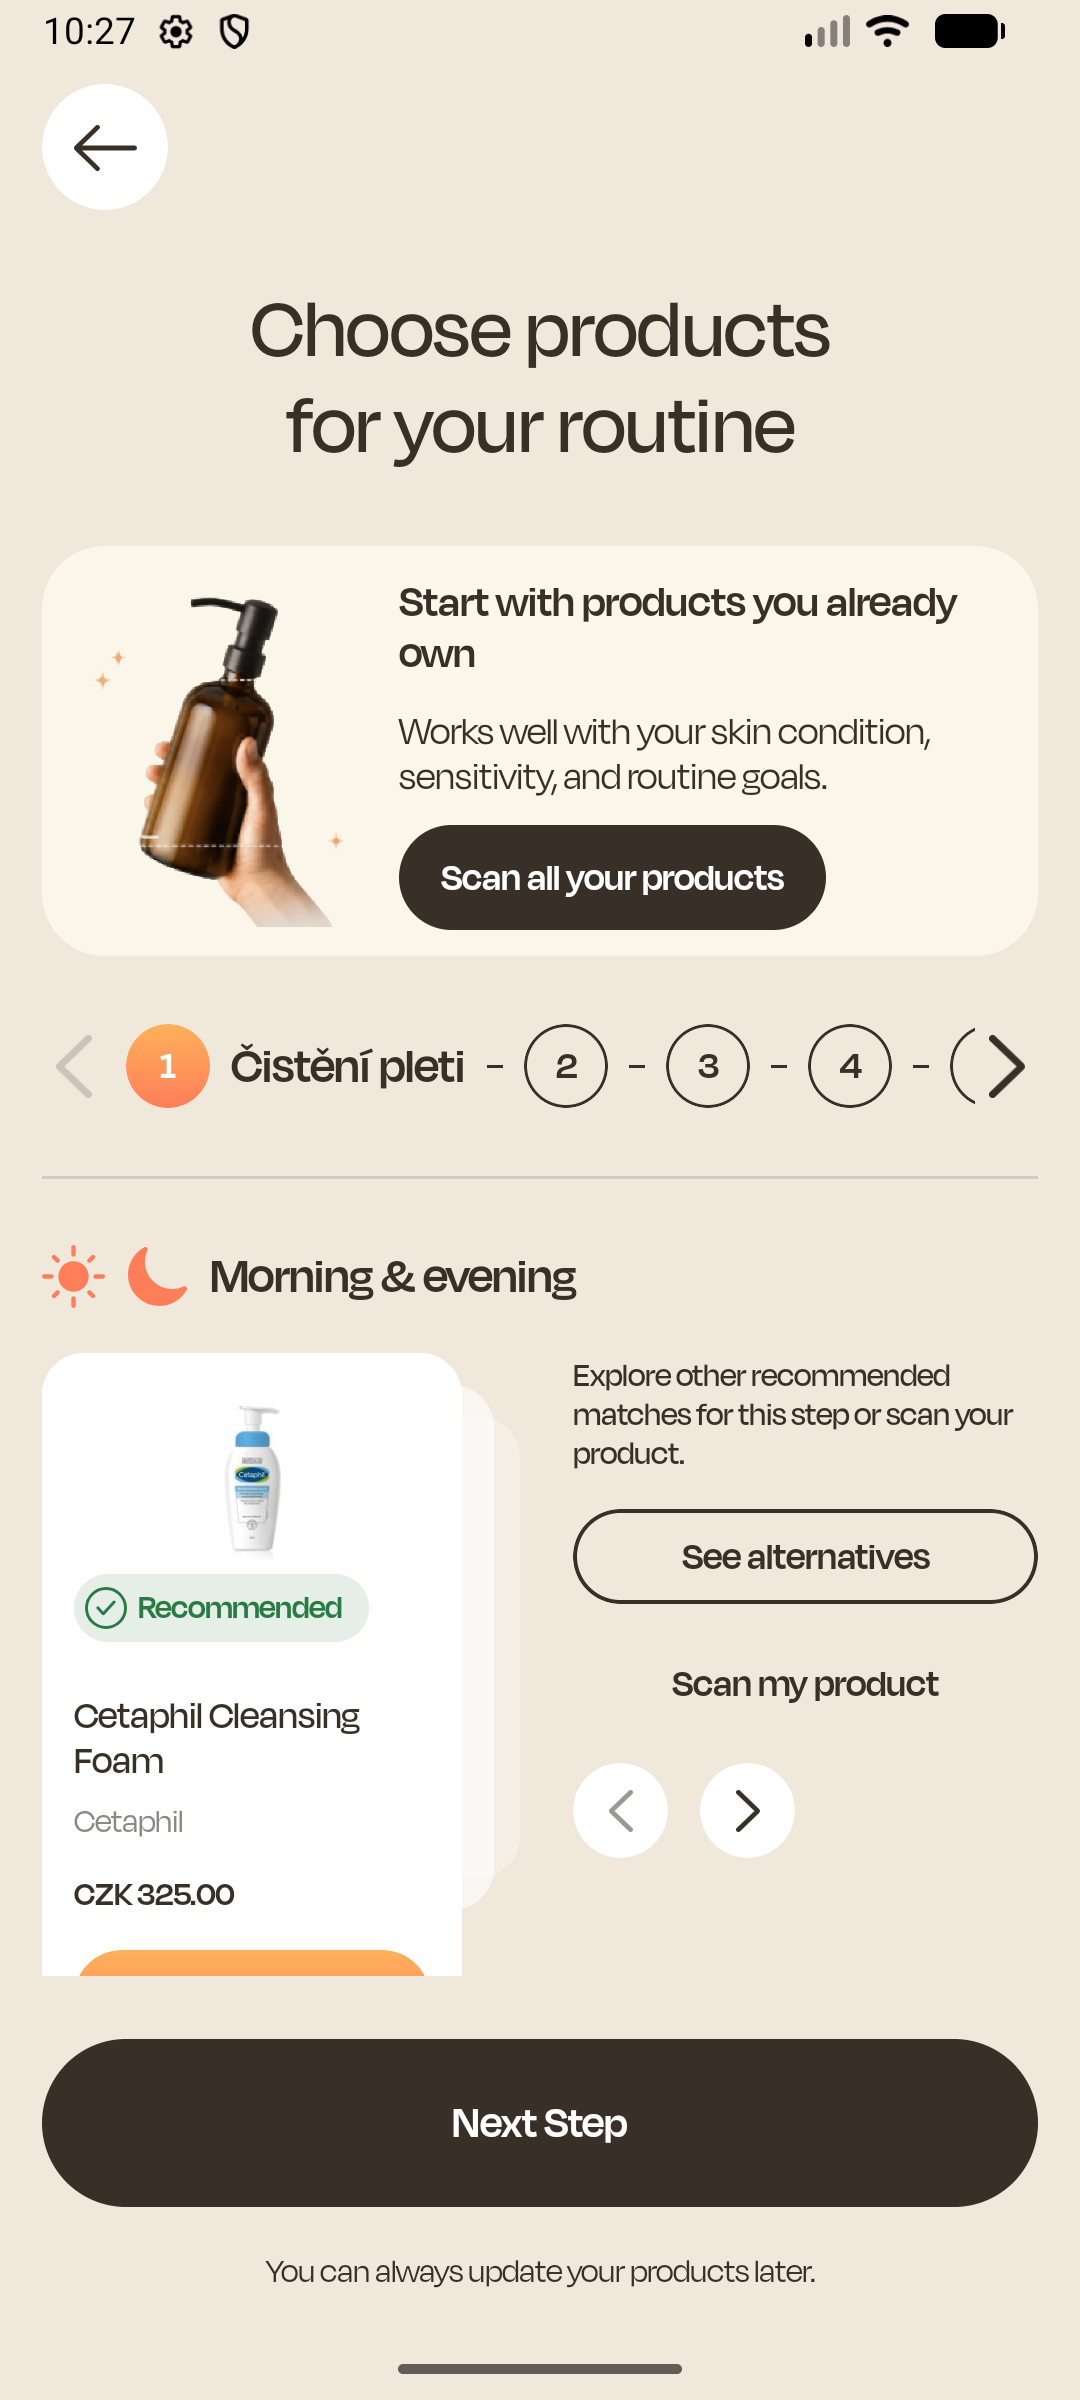 10:27
Choose products
for your routine
Start with products you already
own
Works well with your skin condition,
sensitivity, and routine goals.
Scan all your products
1 Čistění pleti - 2 - 3 - 4 -
Morning & evening
Explore other recommended
matches for this step or scan your
product.
See alternatives
Scan my product
Cetaphil
Recommended
Cetaphil Cleansing
Foam
Cetaphil
CZK 325.00
Next Step
You can always update your products later.